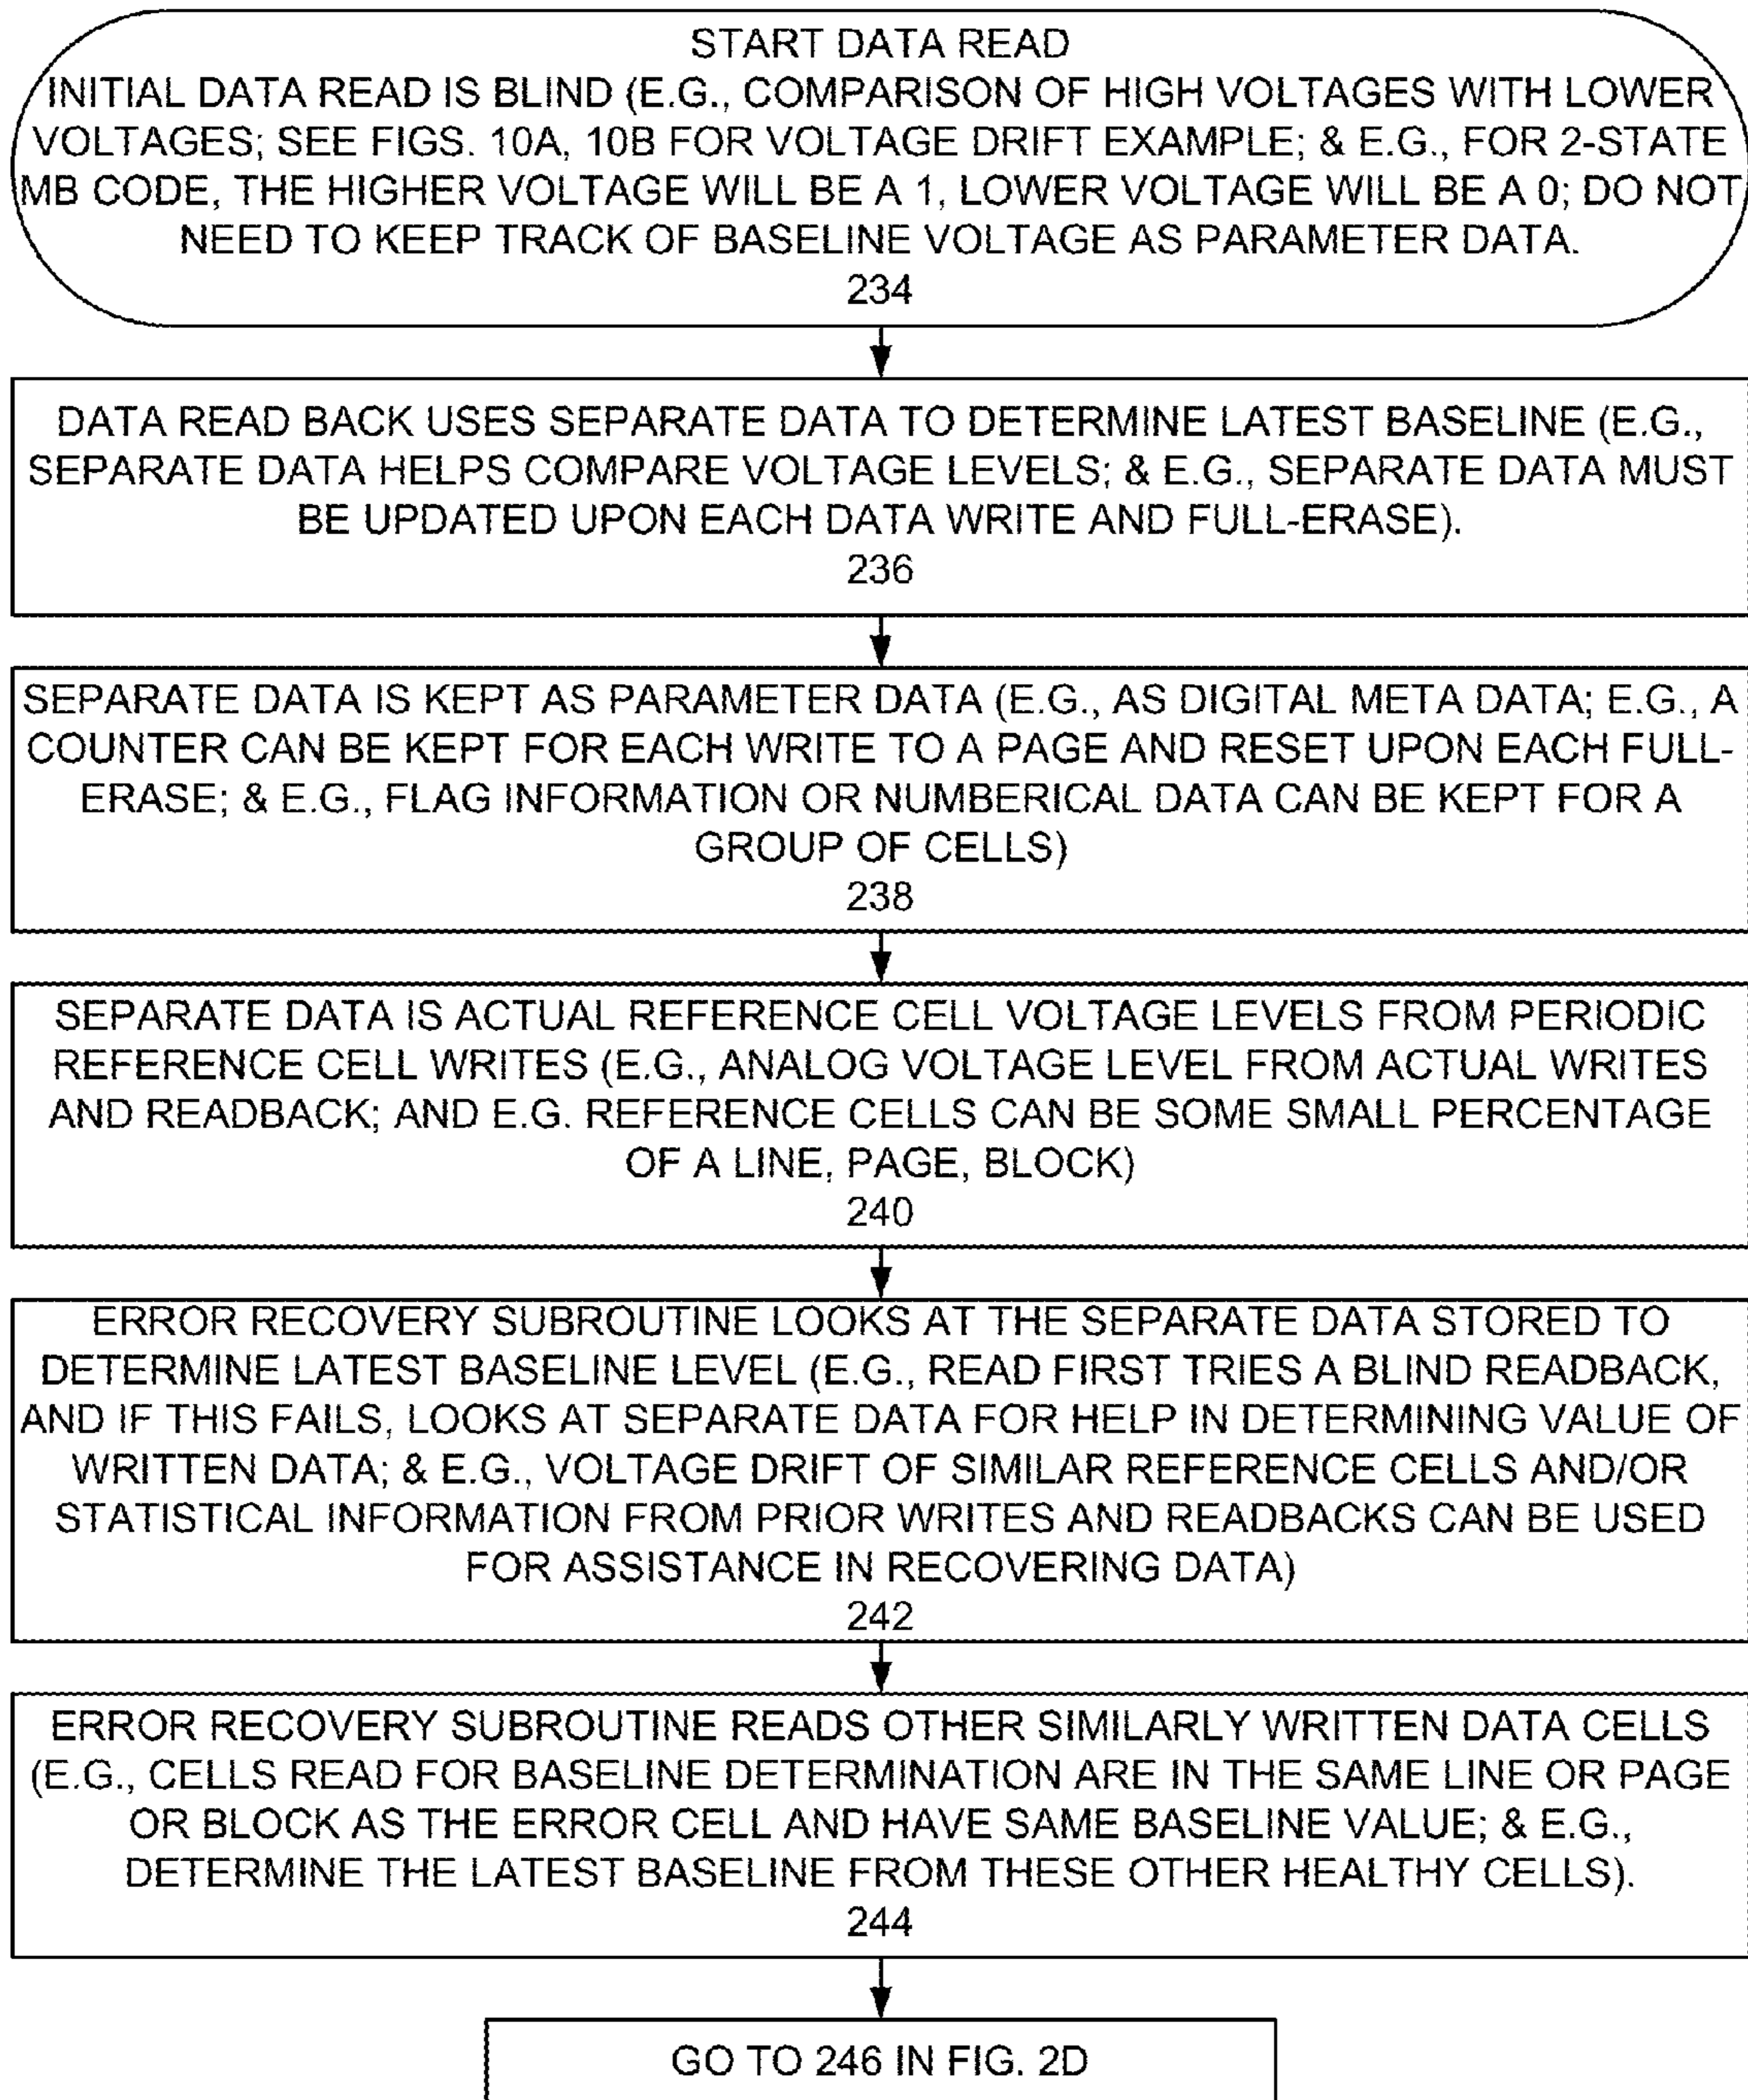 START DATA READ
INITIAL DATA READ IS BLIND (E.G., COMPARISON OF HIGH VOLTAGES WITH LOWER
VOLTAGES; SEE FIGS. 10A, 10B FOR VOLTAGE DRIFT EXAMPLE; & E.G., FOR 2-STATE
MB CODE, THE HIGHER VOLTAGE WILL BE A 1, LOWER VOLTAGE WILL BE A 0; DO NOT
NEED TO KEEP TRACK OF BASELINE VOLTAGE AS PARAMETER DATA.
234
DATA READ BACK USES SEPARATE DATA TO DETERMINE LATEST BASELINE (E.G.,
SEPARATE DATA HELPS COMPARE VOLTAGE LEVELS; & E.G., SEPARATE DATA MUST
BE UPDATED UPON EACH DATA WRITE AND FULL-ERASE).
236
SEPARATE DATA IS KEPT AS PARAMETER DATA (E.G., AS DIGITAL META DATA; E.G., A
COUNTER CAN BE KEPT FOR EACH WRITE TO A PAGE AND RESET UPON EACH FULL-
ERASE; & E.G., FLAG INFORMATION OR NUMBERICAL DATA CAN BE KEPT FOR A
GROUP OF CELLS)
238
SEPARATE DATA IS ACTUAL REFERENCE CELL VOLTAGE LEVELS FROM PERIODIC
REFERENCE CELL WRITES (E.G., ANALOG VOLTAGE LEVEL FROM ACTUAL WRITES
AND READBACK; AND E.G. REFERENCE CELLS CAN BE SOME SMALL PERCENTAGE
OF A LINE, PAGE, BLOCK)
240
ERROR RECOVERY SUBROUTINE LOOKS AT THE SEPARATE DATA STORED TO
DETERMINE LATEST BASELINE LEVEL (E.G., READ FIRST TRIES A BLIND READBACK,
AND IF THIS FAILS, LOOKS AT SEPARATE DATA FOR HELP IN DETERMINING VALUE OF
WRITTEN DATA; & E.G., VOLTAGE DRIFT OF SIMILAR REFERENCE CELLS AND/OR
STATISTICAL INFORMATION FROM PRIOR WRITES AND READBACKS CAN BE USED
FOR ASSISTANCE IN RECOVERING DATA)
242
ERROR RECOVERY SUBROUTINE READS OTHER SIMILARLY WRITTEN DATA CELLS
(E.G., CELLS READ FOR BASELINE DETERMINATION ARE IN THE SAME LINE OR PAGE
OR BLOCK AS THE ERROR CELL AND HAVE SAME BASELINE VALUE; & E.G.,
DETERMINE THE LATEST BASELINE FROM THESE OTHER HEALTHY CELLS).
244
GO TO 246 IN FIG. 2D